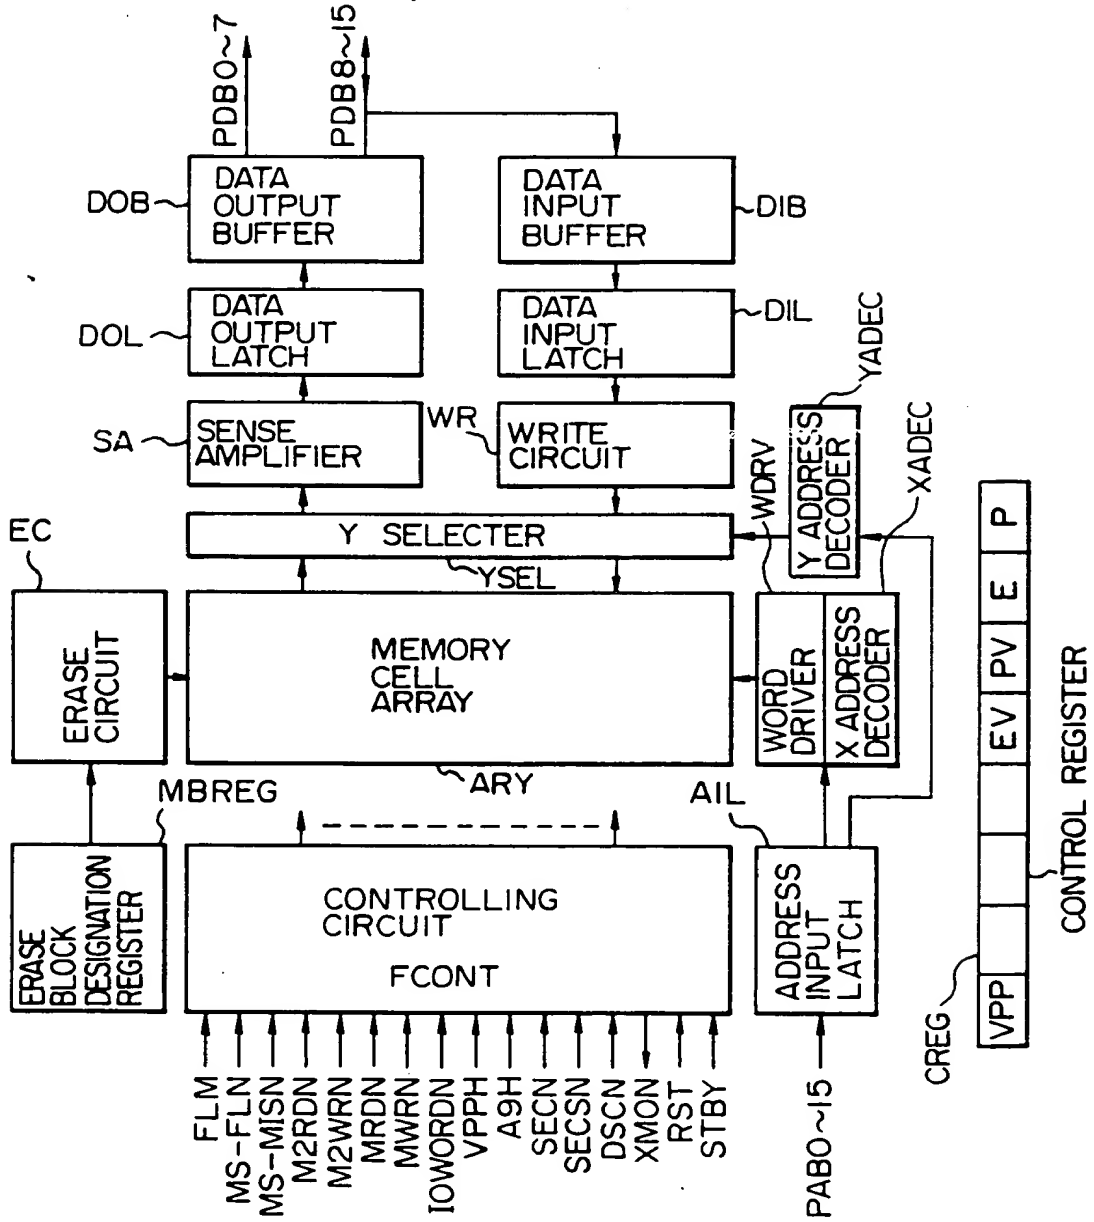 PDB0~7
PDB8~15
DOB
DATA
OUTPUT
BUFFER
DATA
INPUT
BUFFER
DIB
DOL
DATA
OUTPUT
LATCH
DATA
INPUT
LATCH
DIL
SA
SENSE
AMPLIFIER
WR
WRITE
CIRCUIT
WDRV
YADEC
XADEC
Y ADDRESS
DECODER
Y SELECTER
YSEL
EC
ERASE
CIRCUIT
MEMORY
CELL
ARRAY
ARY
WORD
DRIVER
X ADDRESS
DECODER
MBREG
ERASE
BLOCK
DESIGNATION
REGISTER
CONTROLLING
CIRCUIT
FCONT
AIL
ADDRESS
INPUT
LATCH
FLM
MS-FLN
MS-MISN
M2RDN
M2WRN
MRDN
MWRN
IOWORDN
VPPH
A9H
SECN
SECSN
DSCN
XMON
RST
STBY
PAB0~15
CREG
VPP EV PV E P
CONTROL REGISTER